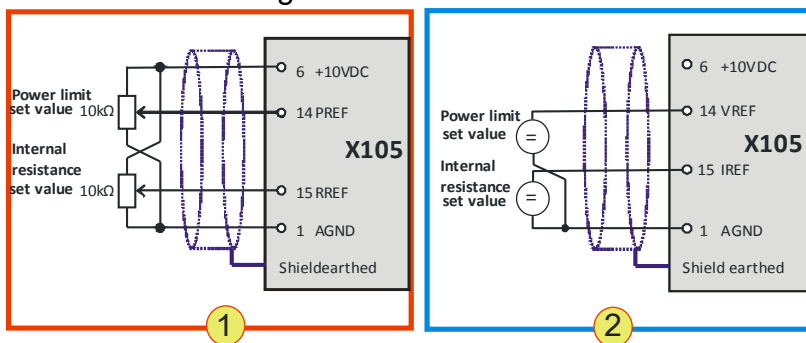 Power limit
set value 10kΩ
Internal
resistance
set value 10kΩ
6 +10VDC
14 PREF
X105
15 RREF
1 AGND
Shieldearthed
1
Power limit
set value
=
Internal
resistance
set value
=
6 +10VDC
14 VREF
X105
15 IREF
1 AGND
Shield earthed
2